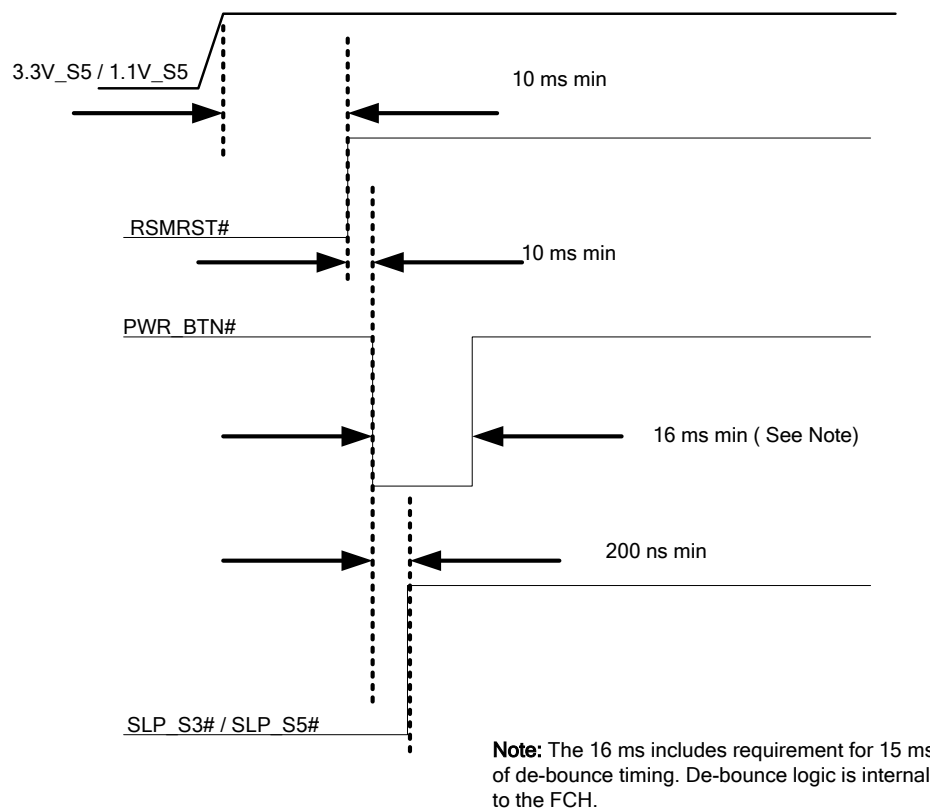 3.3V_S5 / 1.1V_S5
10 ms min
RSMRST#
10 ms min
PWR_BTN#
16 ms min ( See Note)
200 ns min
SLP_S3# / SLP_S5#
Note: The 16 ms includes requirement for 15 ms
of de-bounce timing. De-bounce logic is internal
to the FCH.